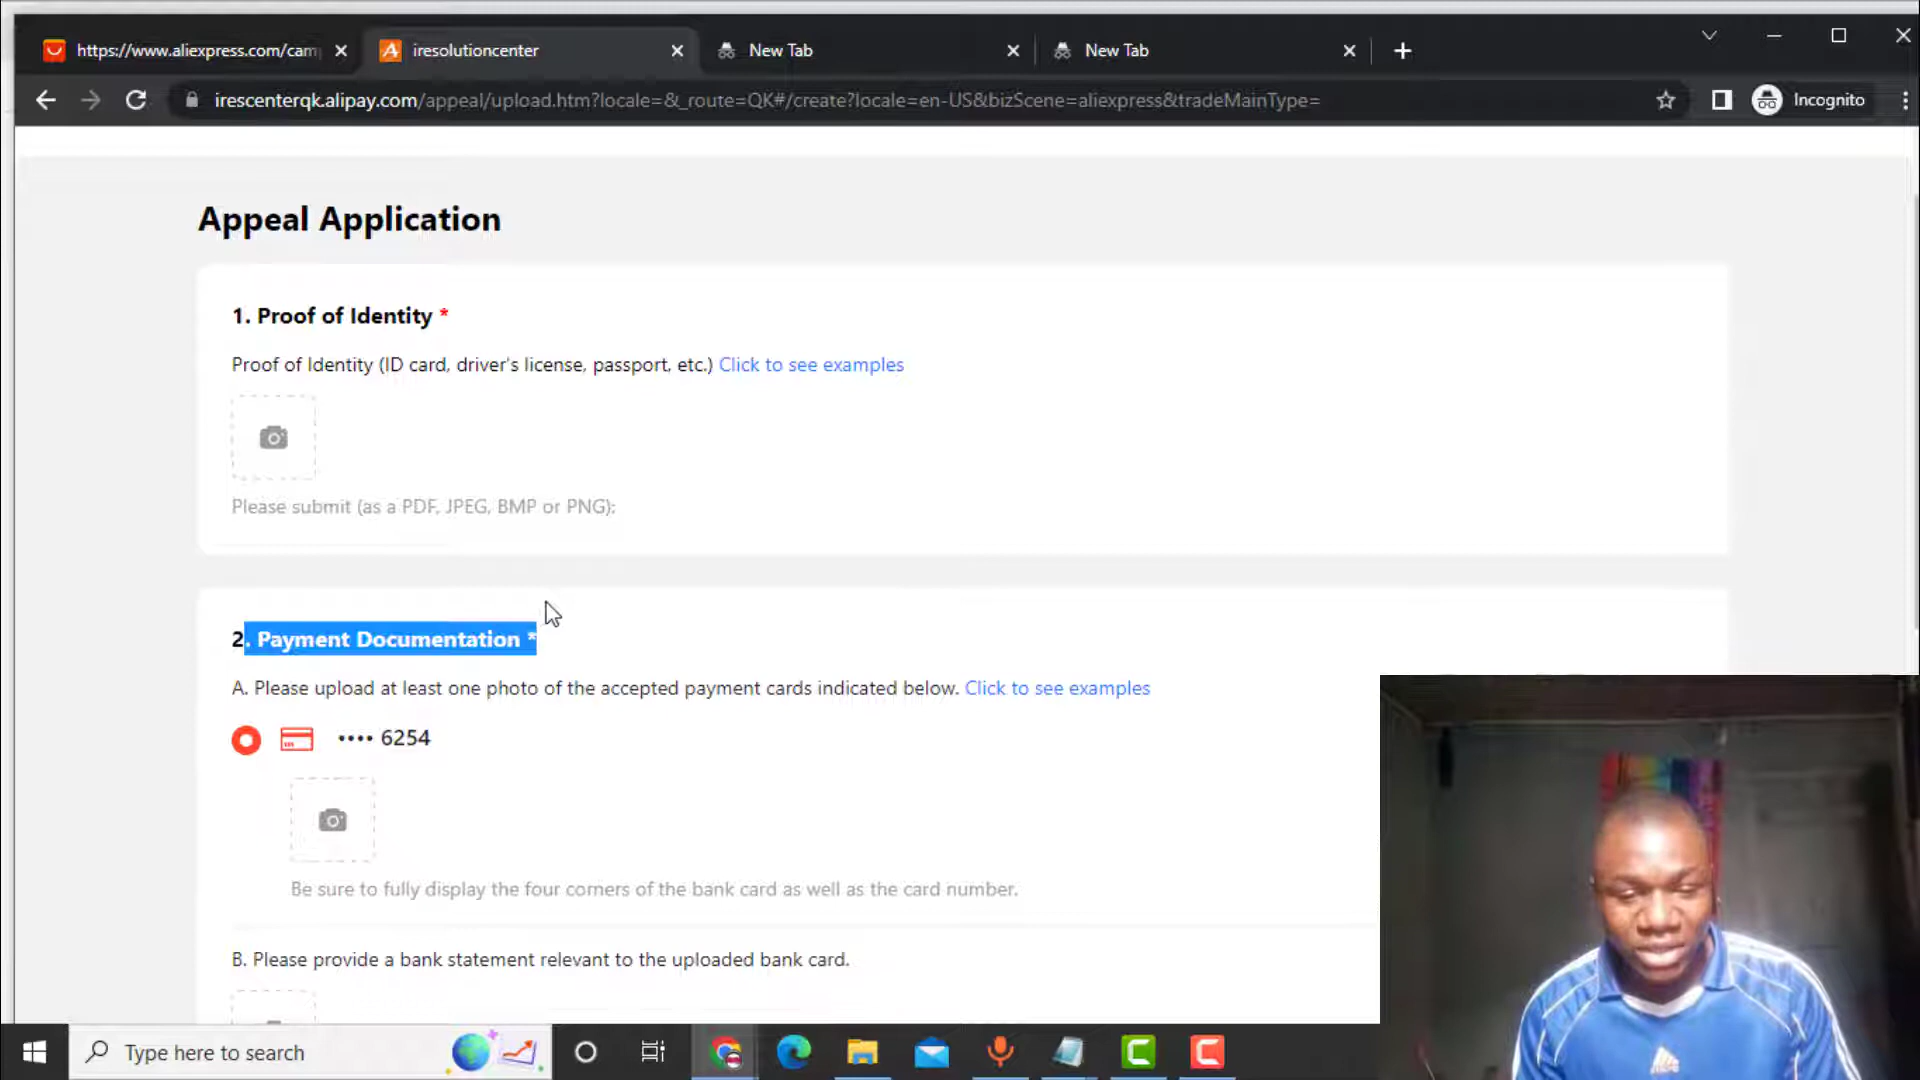 https://www.aliexpress.com/cam
iresolutioncenter
New Tab
New Tab
irescenterqk.alipay.com/appeal/upload.htm?locale=&_route=QK#/create?locale=en-US&bizScene=aliexpress&tradeMainType=
Incognito
Appeal Application
1. Proof of Identity *
Proof of Identity (ID card, driver's license, passport, etc.) Click to see examples
Please submit (as a PDF, JPEG, BMP or PNG):
2. Payment Documentation *
A. Please upload at least one photo of the accepted payment cards indicated below. Click to see examples
•••• 6254
Be sure to fully display the four corners of the bank card as well as the card number.
B. Please provide a bank statement relevant to the uploaded bank card.
Type here to search